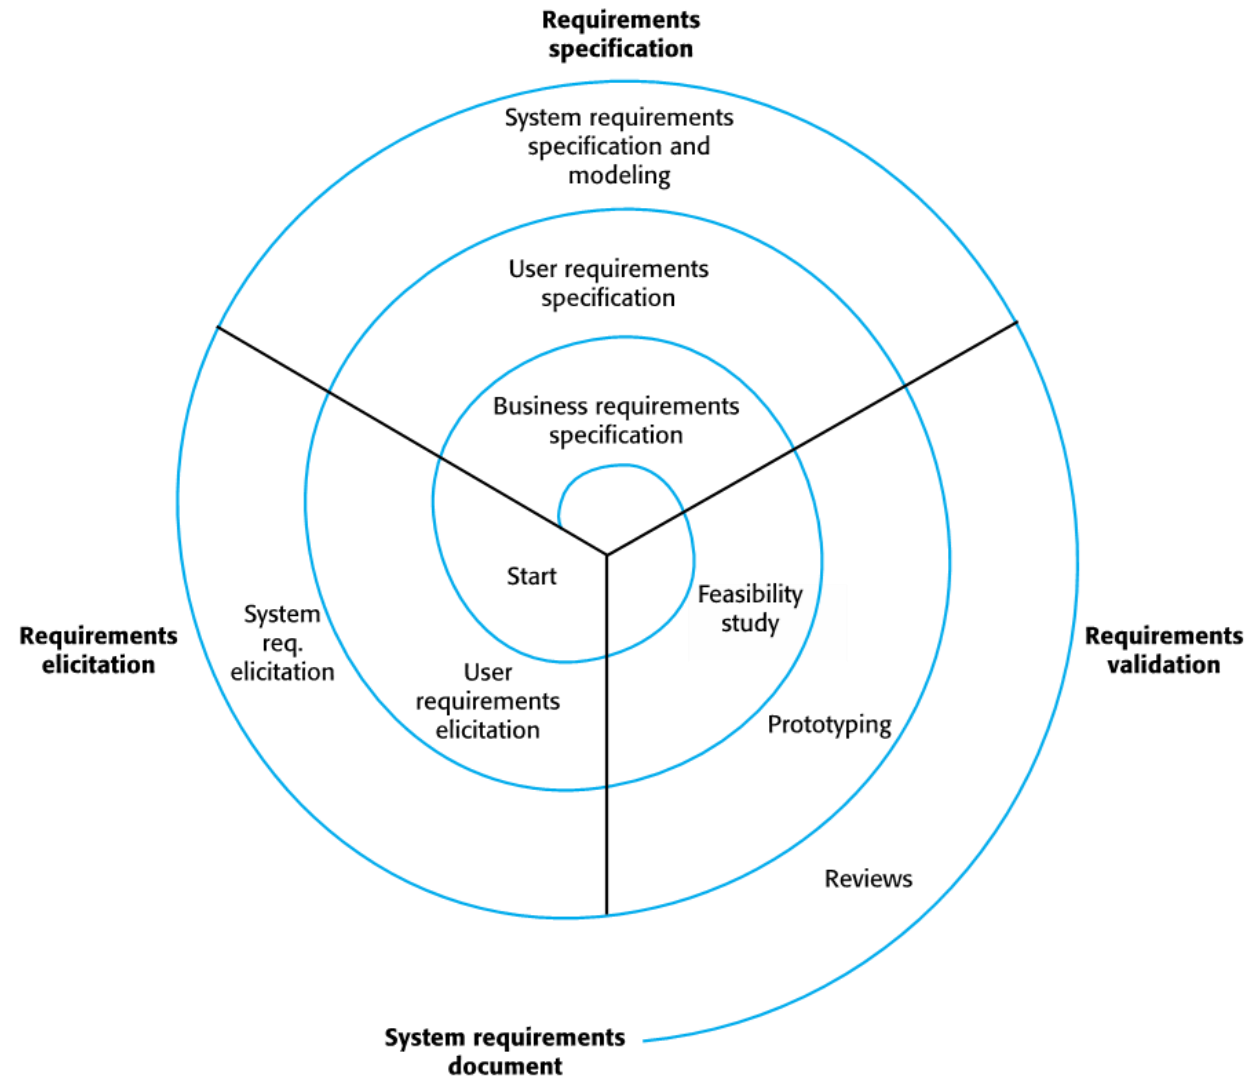 Requirements
specification
System requirements
specification and
modeling
User requirements
specification
Business requirements
specification
Start
Feasibility
study
System
req.
elicitation
Requirements
elicitation
Requirements
validation
User
requirements
elicitation
Prototyping
Reviews
System requirements
document